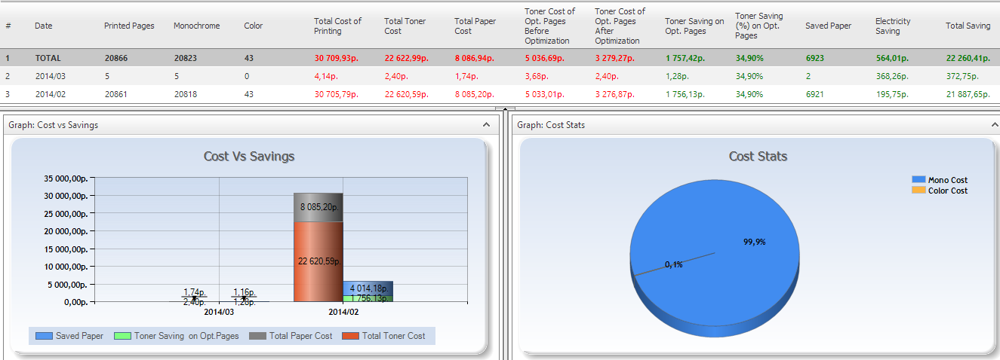 # Date Printed Pages Monochrome Color Total Cost of Printing Total Toner Cost Total Paper Cost Toner Cost of Opt. Pages Before Optimization Toner Cost of Opt. Pages After Optimization Toner Saving on Opt. Pages Toner Saving (%) on Opt. Pages Saved Paper Electricity Saving Total Saving
1 TOTAL 20866 20823 43 30 709,93р. 22 622,99р. 8 086,94р. 5 036,69р. 3 279,27р. 1 757,42р. 34,90% 6923 564,01р. 22 260,41р.
2 2014/03 5 5 0 4,14р. 2,40р. 1,74р. 3,68р. 2,40р. 1,28р. 34,90% 2 368,26р. 372,75р.
3 2014/02 20861 20818 43 30 705,79р. 22 620,59р. 8 085,20р. 5 033,01р. 3 276,87р. 1 756,13р. 34,90% 6921 195,75р. 21 887,65р.
Graph: Cost vs Savings
Cost Vs Savings
35 000,00р.
30 000,00р.
25 000,00р.
20 000,00р.
15 000,00р.
10 000,00р.
5 000,00р.
0,00р.
8 085,20р.
22 620,59р.
4 014,18р.
1 756,13р.
1,74р. 1,16р.
2,40р. 1,28р.
2014/03 2014/02
Saved Paper Toner Saving on Opt.Pages Total Paper Cost Total Toner Cost
Graph: Cost Stats
Cost Stats
Mono Cost
Color Cost
99,9%
0,1%